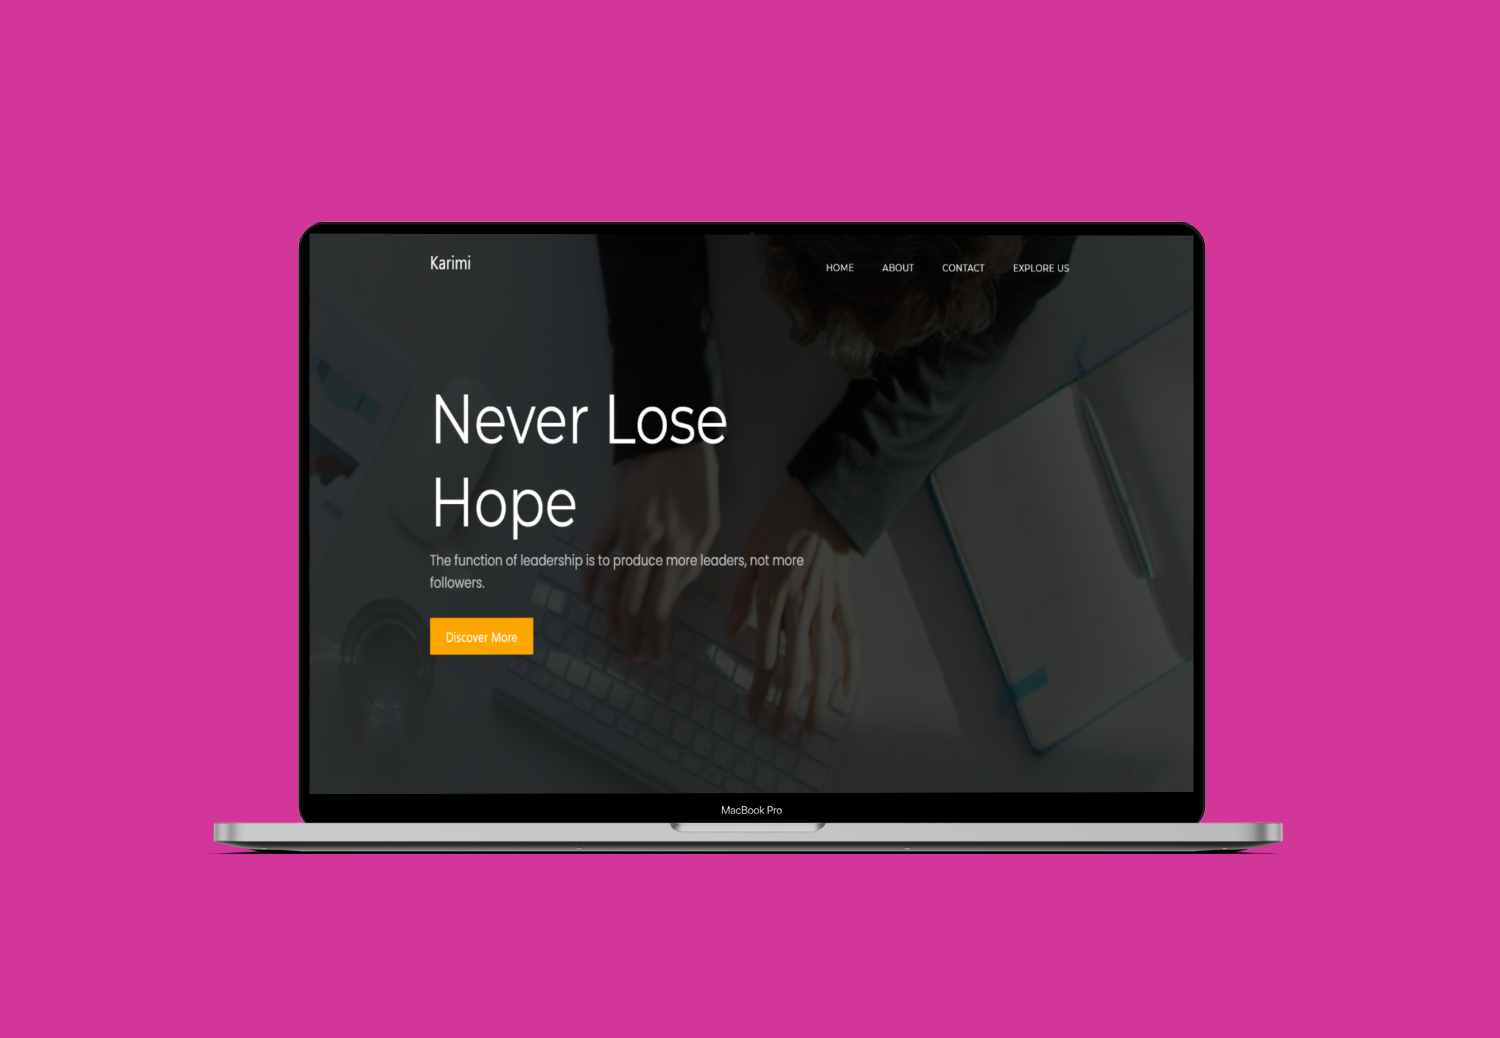 Karimi
HOME ABOUT CONTACT EXPLORE US
Never Lose
Hope
The function of leadership is to produce more leaders, not more
followers.
Discover More
MacBook Pro